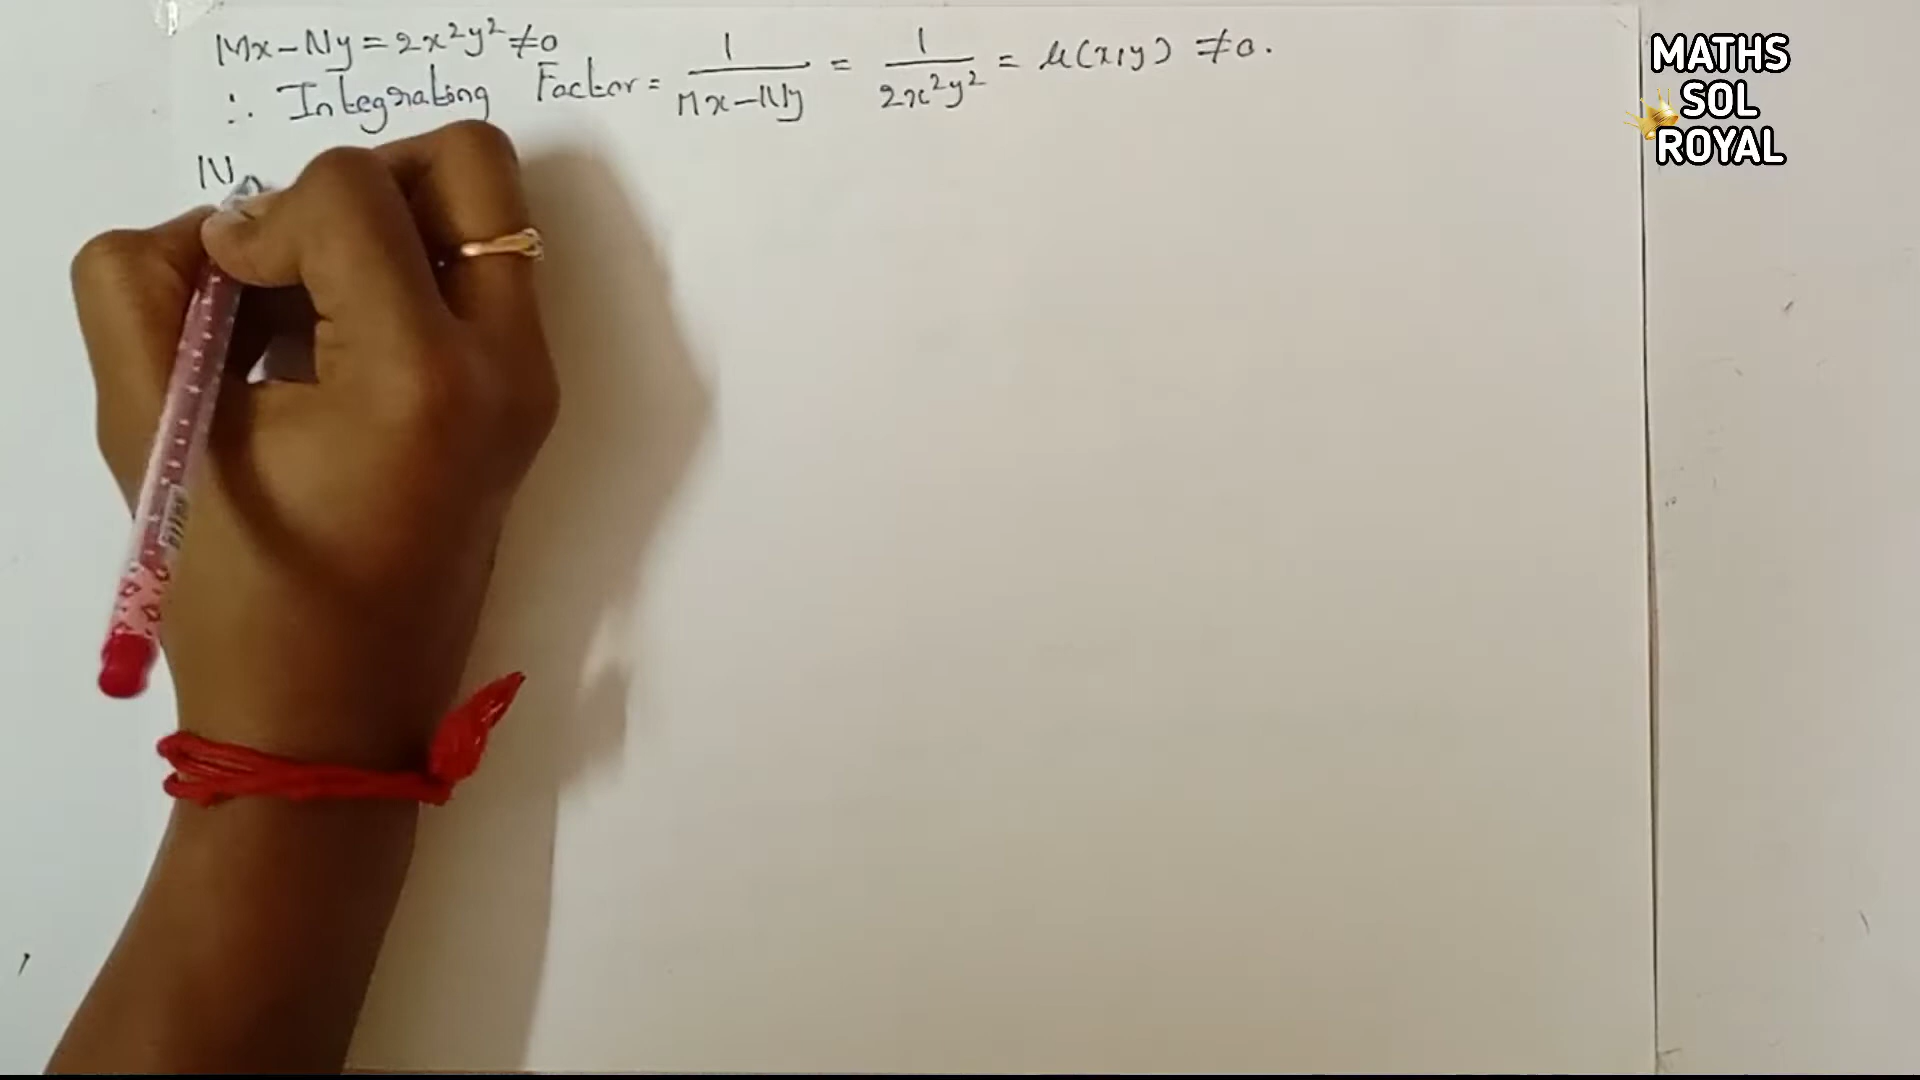 Mx-Ny=2x²y²≠0
∴ Integrating Factor = 1/(Mx-Ny) = 1/(2x²y²) = μ(x,y) ≠0.
N
MATHS
SOL
ROYAL